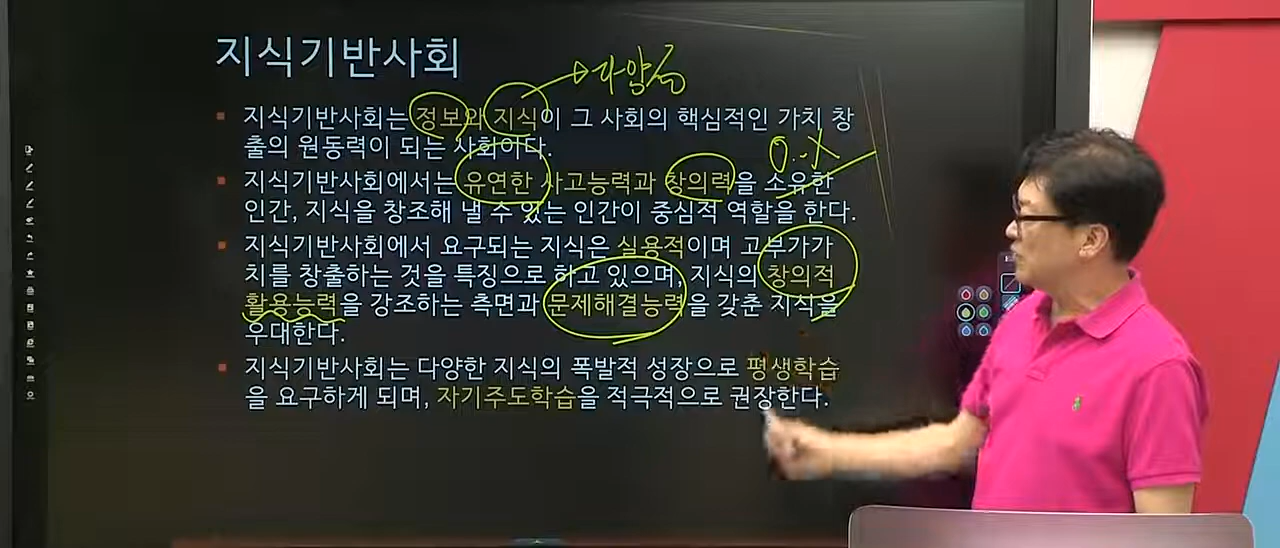 지식기반사회
다양성
지식기반사회는 정보와 지식이 그 사회의 핵심적인 가치 창
출의 원동력이 되는 사회이다.
O..X
지식기반사회에서는 유연한 사고능력과 창의력을 소유한
인간, 지식을 창조해 낼 수 있는 인간이 중심적 역할을 한다.
지식기반사회에서 요구되는 지식은 실용적이며 고부가가
치를 창출하는 것을 특징으로 하고 있으며, 지식의 창의적
활용능력을 강조하는 측면과 문제해결능력을 갖춘 지식을
우대한다.
지식기반사회는 다양한 지식의 폭발적 성장으로 평생학습
을 요구하게 되며, 자기주도학습을 적극적으로 권장한다.